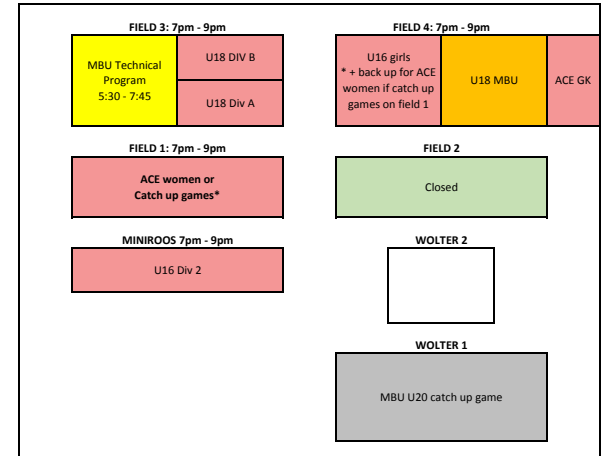 FIELD 3: 7pm - 9pm
MBU Technical
Program
5:30 - 7:45
U18 DIV B
U18 Div A
FIELD 4: 7pm - 9pm
U16 girls
* + back up for ACE
women if catch up
games on field 1
U18 MBU
ACE GK
FIELD 1: 7pm - 9pm
ACE women or
Catch up games*
FIELD 2
Closed
MINIROOS 7pm - 9pm
U16 Div 2
WOLTER 2
WOLTER 1
MBU U20 catch up game